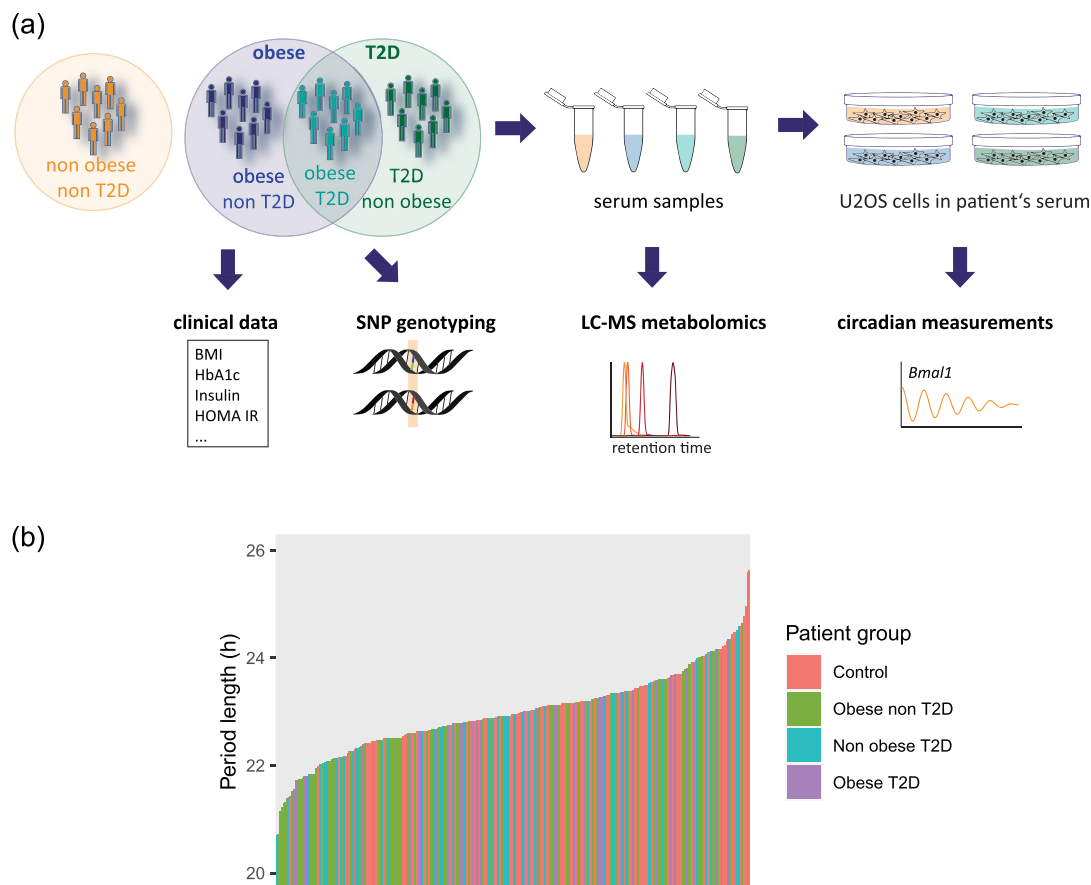 (a)
obese
T2D
non obese
non T2D
obese
non T2D
obese
T2D
T2D
non obese
serum samples
U2OS cells in patient‘s serum
clinical data
SNP genotyping
LC-MS metabolomics
circadian measurements
BMI
HbA1c
Insulin
HOMA IR
...
retention time
Bmal1
(b)
Period length (h)
26
24
22
20
Patient group
Control
Obese non T2D
Non obese T2D
Obese T2D